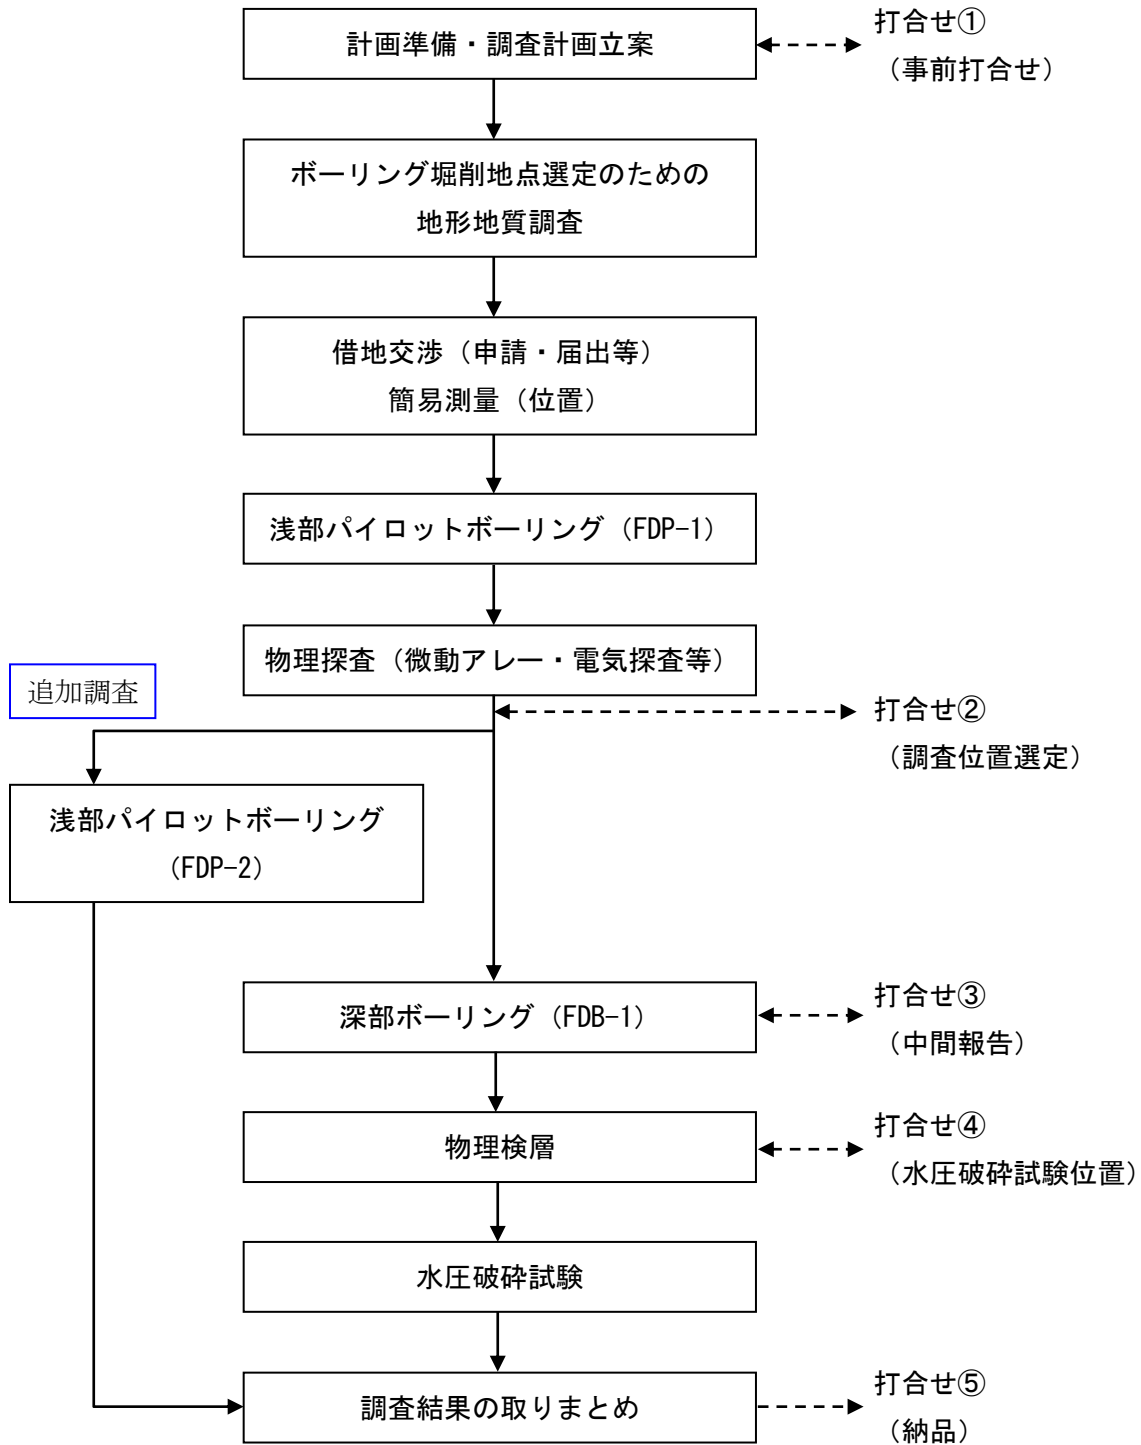 計画準備・調査計画立案
打合せ①
（事前打合せ）
ボーリング堀削地点選定のための
地形地質調査
借地交渉（申請・届出等）
簡易測量（位置）
浅部パイロットボーリング（FDP-1）
物理探査（微動アレー・電気探査等）
追加調査
打合せ②
（調査位置選定）
浅部パイロットボーリング
（FDP-2）
深部ボーリング（FDB-1）
打合せ③
（中間報告）
物理検層
打合せ④
（水圧破砕試験位置）
水圧破砕試験
調査結果の取りまとめ
打合せ⑤
（納品）